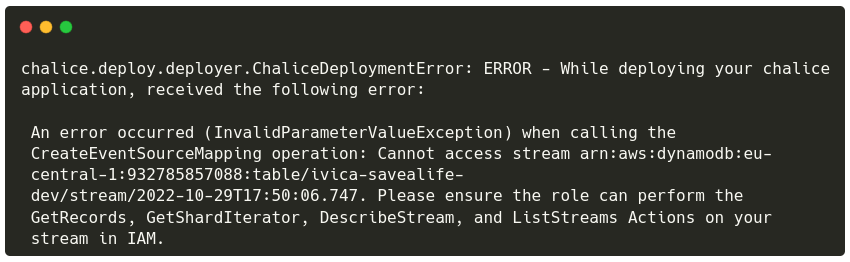 chalice.deploy.deployer.ChaliceDeploymentError: ERROR - While deploying your chalice
application, received the following error:
An error occurred (InvalidParameterValueException) when calling the
CreateEventSourceMapping operation: Cannot access stream arn:aws:dynamodb:eu-
central-1:932785857088:table/ivica-savealife-
dev/stream/2022-10-29T17:50:06.747. Please ensure the role can perform the
GetRecords, GetShardIterator, DescribeStream, and ListStreams Actions on your
stream in IAM.